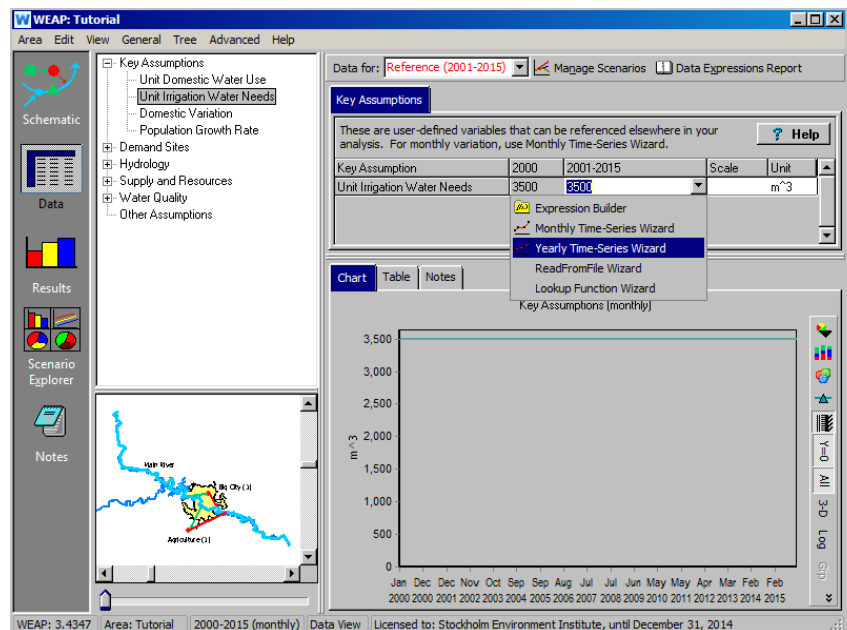 WEAP: Tutorial
Area Edit View General Tree Advanced Help
Schematic
Data
Results
Scenario
Explorer
Notes
Key Assumptions
Unit Domestic Water Use
Unit Irrigation Water Needs
Domestic Variation
Population Growth Rate
Demand Sites
Hydrology
Supply and Resources
Water Quality
Other Assumptions
Main River
Big City (1)
Agriculture (1)
Data for: Reference (2001-2015) Manage Scenarios Data Expressions Report
Key Assumptions
These are user-defined variables that can be referenced elsewhere in your
analysis. For monthly variation, use Monthly Time-Series Wizard.
? Help
Key Assumption 2000 2001-2015 Scale Unit
Unit Irrigation Water Needs 3500 3500 m^3
Expression Builder
Monthly Time-Series Wizard
Yearly Time-Series Wizard
ReadFromFile Wizard
Lookup Function Wizard
Chart Table Notes
Key Assumptions (monthly)
3,500
3,000
2,500
2,000
1,500
1,000
500
0
m^3
Jan Dec Dec Nov Oct Sep Sep Aug Jul Jul Jun May May Apr Mar Feb Feb
2000 2000 2001 2002 2003 2004 2005 2006 2007 2008 2009 2010 2011 2012 2013 2014 2015
Y=0
All
3-D
Log
Grp
WEAP: 3.4347 Area: Tutorial 2000-2015 (monthly) Data View Licensed to: Stockholm Environment Institute, until December 31, 2014